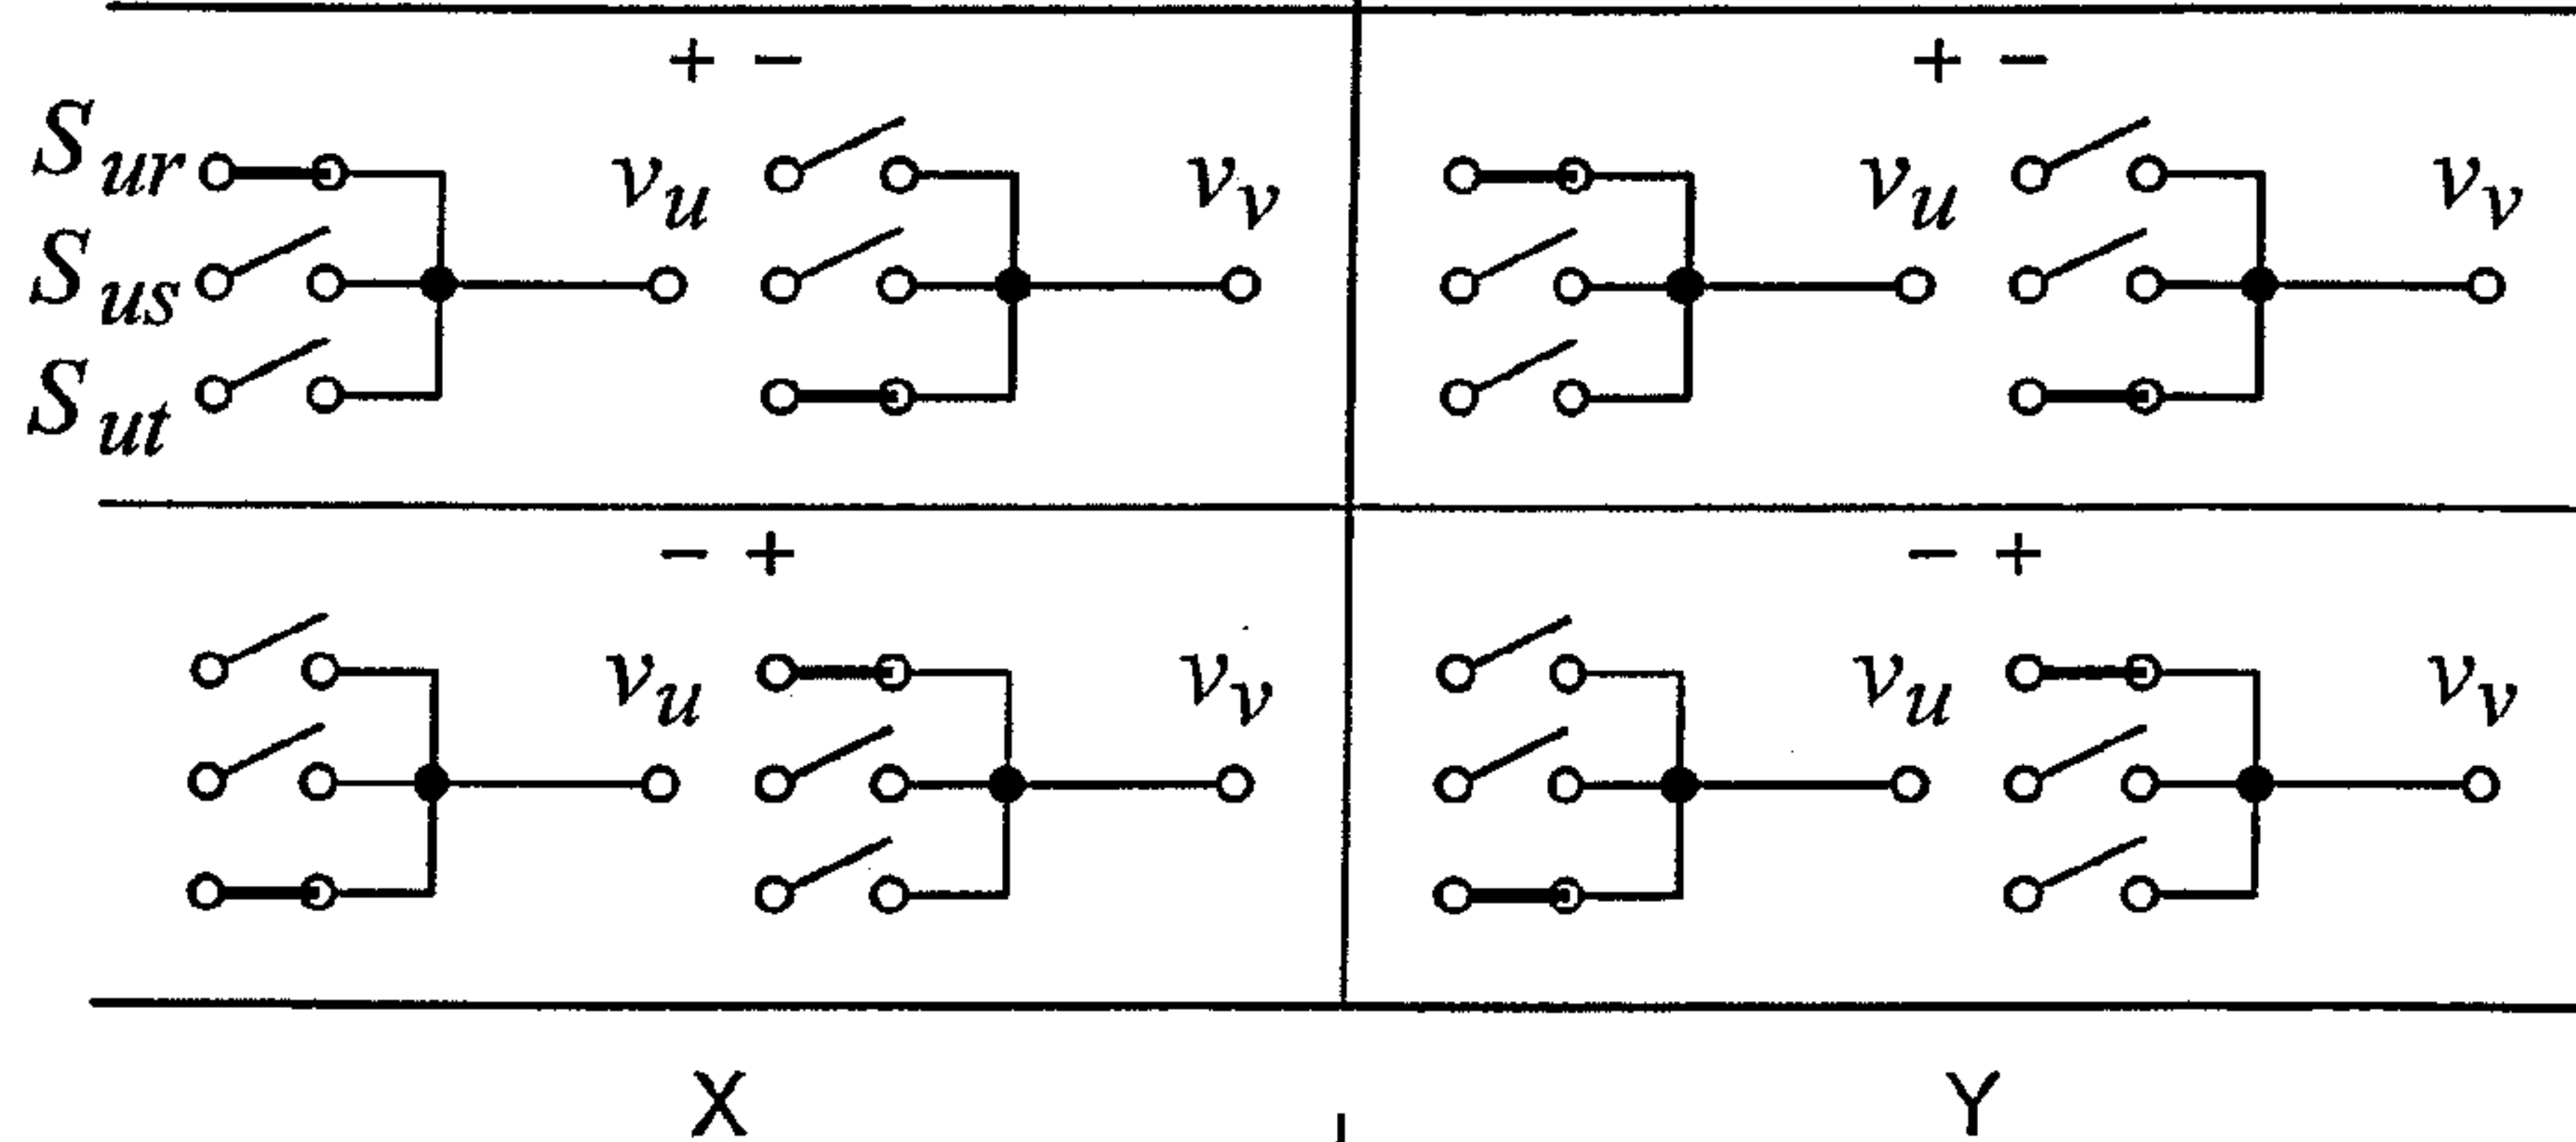 + − + −
S_ur v_u v_v v_u v_v
S_us
S_ut
− + − +
v_u v_v v_u v_v
X Y